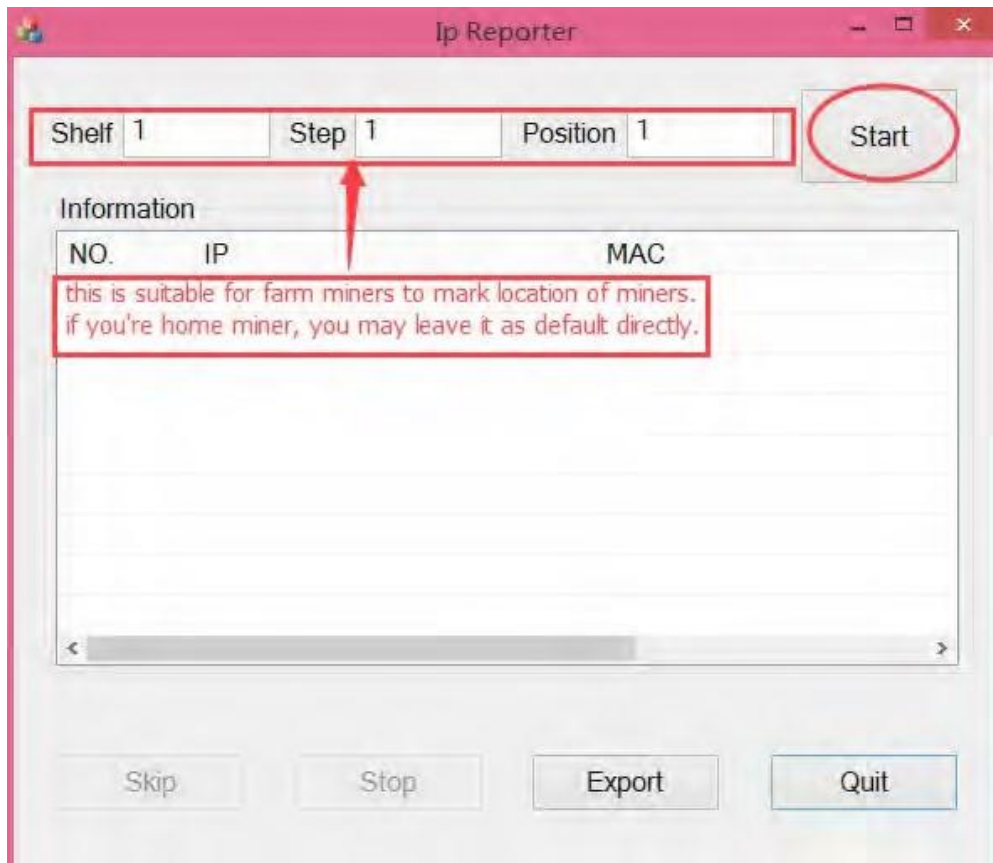 Ip Reporter
Shelf 1 Step 1 Position 1 Start
Information
NO. IP MAC
this is suitable for farm miners to mark location of miners.
if you're home miner, you may leave it as default directly.
Skip Stop Export Quit